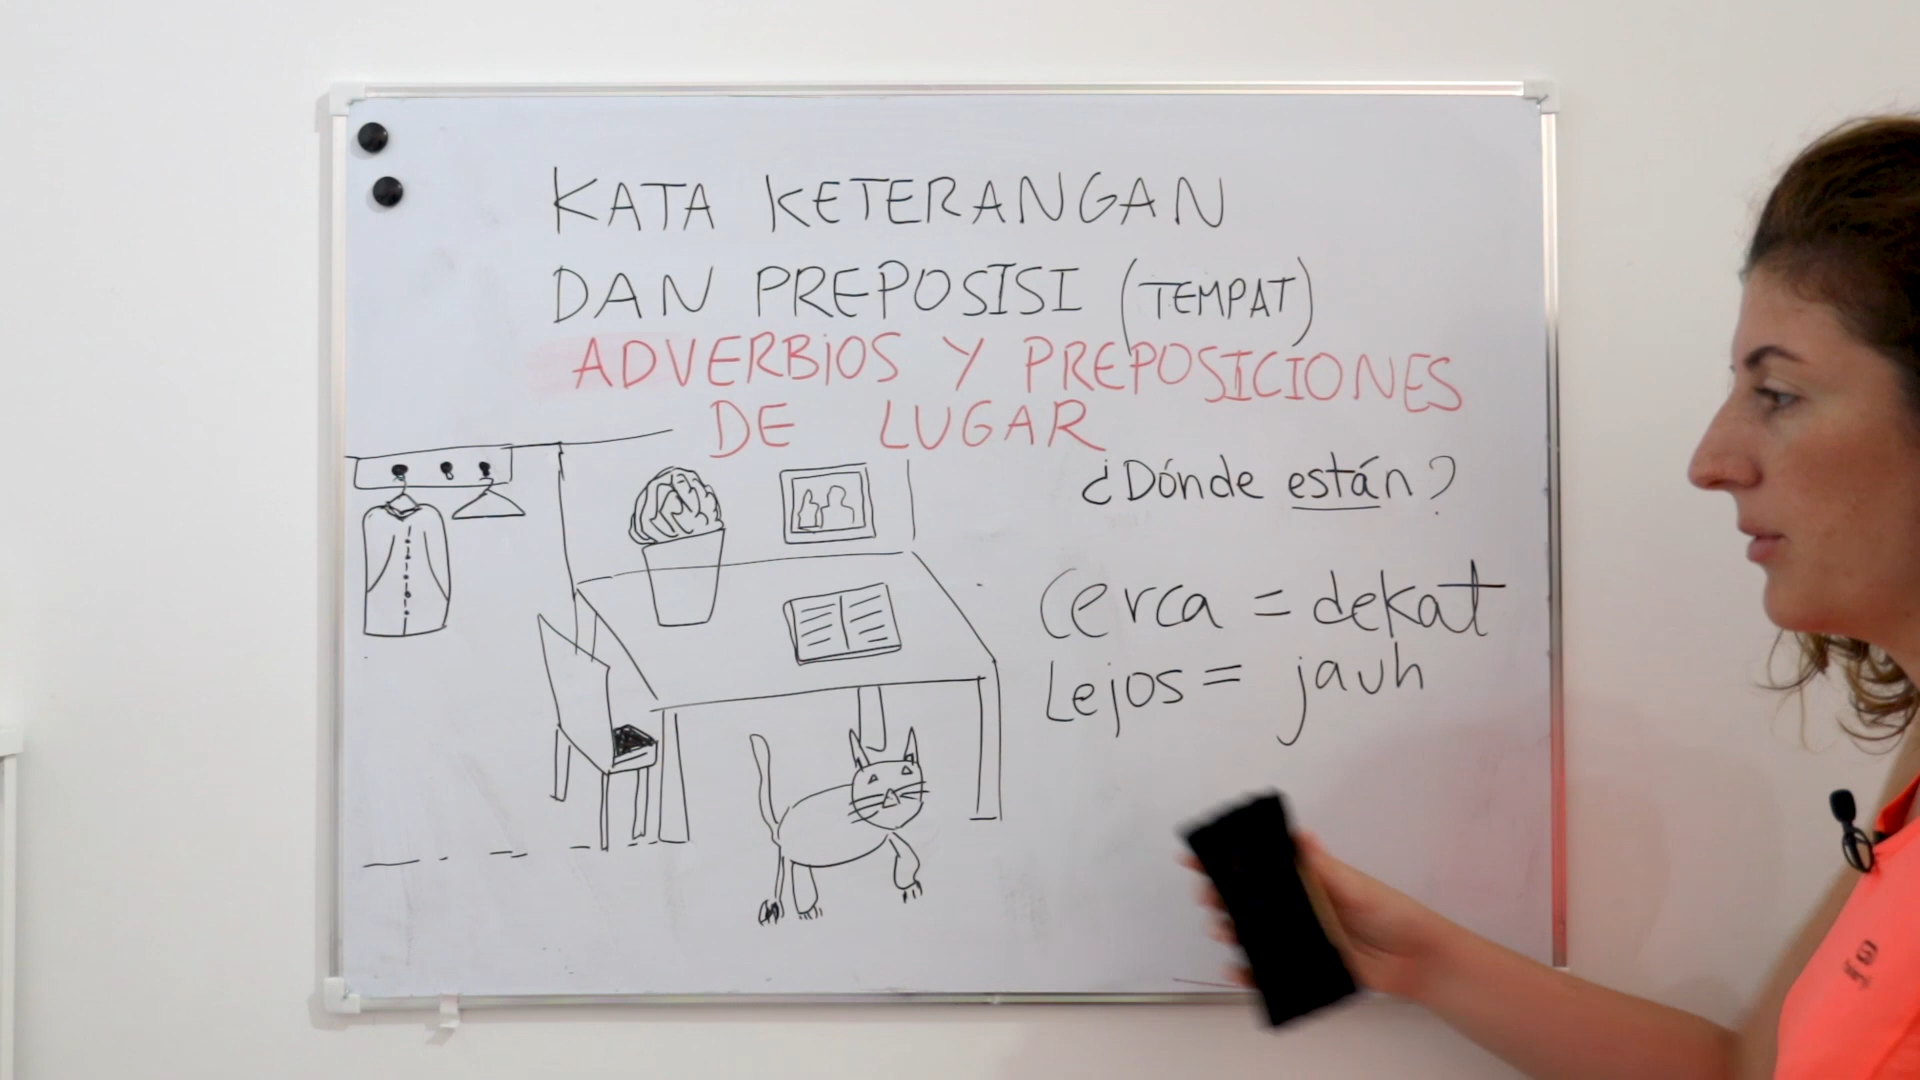 KATA KETERANGAN
DAN PREPOSISI (TEMPAT)
ADVERBIOS Y PREPOSICIONES
DE LUGAR
¿Dónde están?
Cerca = dekat
Lejos = jauh